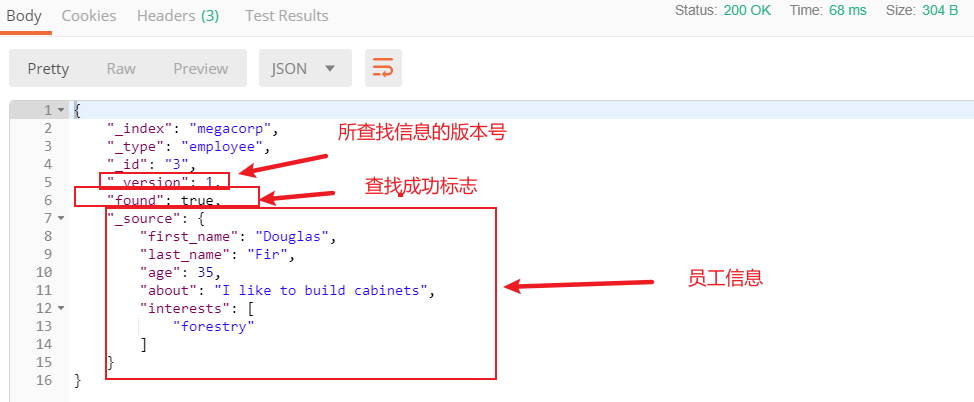 Body Cookies Headers (3) Test Results Status: 200 OK Time: 68 ms Size: 304 B
Pretty Raw Preview JSON
1 {
2 "_index": "megacorp",
所查找信息的版本号
3 "_type": "employee",
4 "_id": "3",
5 "_version": 1,
查找成功标志
6 "found": true,
7 "_source": {
8 "first_name": "Douglas",
9 "last_name": "Fir",
10 "age": 35,
员工信息
11 "about": "I like to build cabinets",
12 "interests": [
13 "forestry"
14 ]
15 }
16 }